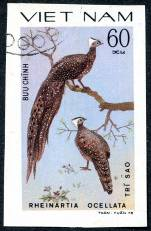 VIET NAM
60
BƯU CHÍNH
TRĨ SAO
RHEINARTIA OCELLATA